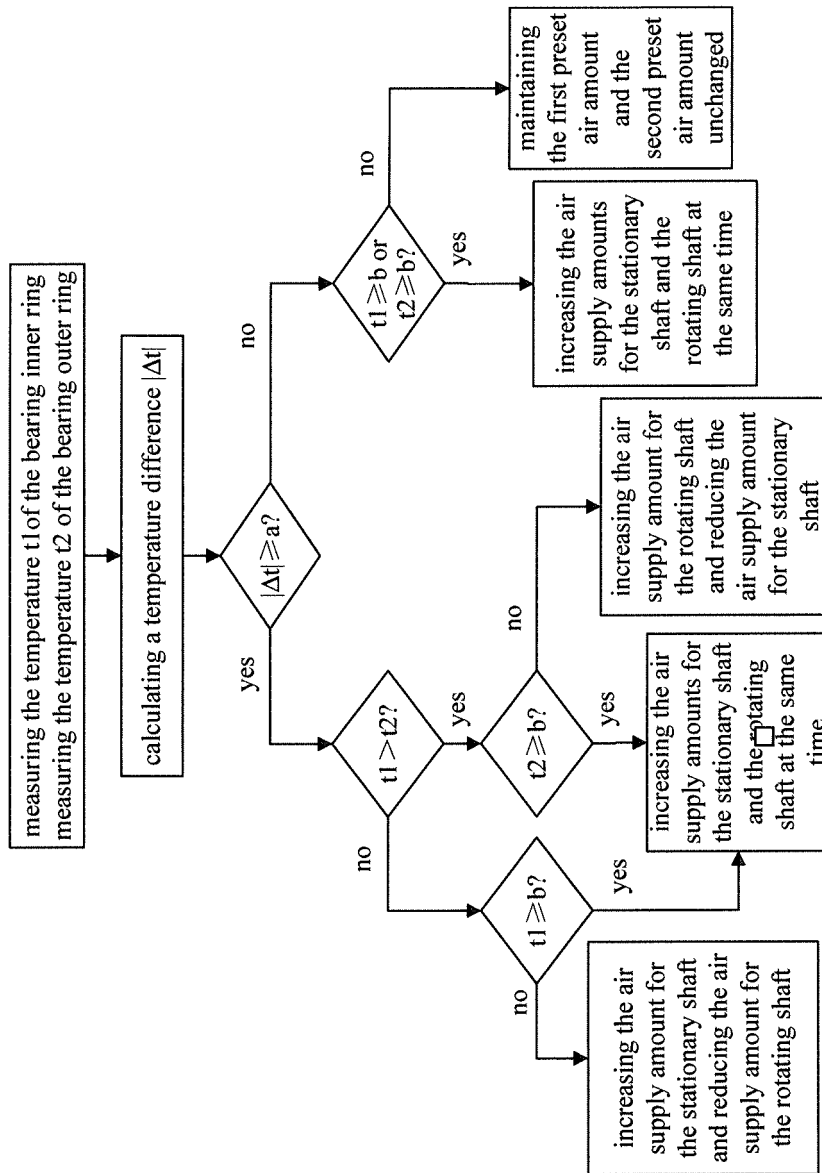 measuring the temperature t1of the bearing inner ring
measuring the temperature t2 of the bearing outer ring
calculating a temperature difference |Δt|
|Δt|≥a?
yes
no
t1>t2?
no
yes
t1≥b or
t2≥b?
no
yes
t1≥b?
no
yes
t2≥b?
yes
no
increasing the air
supply amount for
the stationary shaft
and reducing the air
supply amount for
the rotating shaft
increasing the air
supply amounts for
the stationary shaft
and the rotating
shaft at the same
time
increasing the air
supply amount for
the rotating shaft
and reducing the
air supply amount
for the stationary
shaft
increasing the air
supply amounts
for the stationary
shaft and the
rotating shaft at
the same time
maintaining
the first preset
air amount
and the
second preset
air amount
unchanged